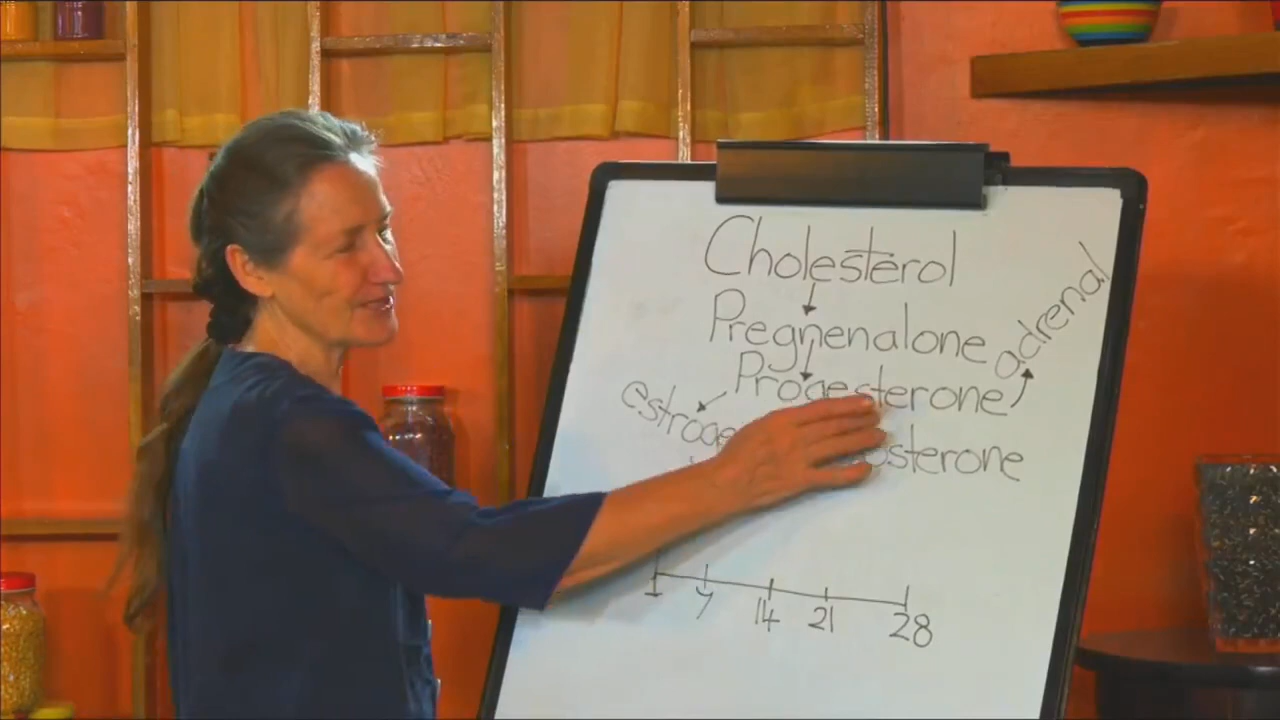 Cholesterol
Pregnenalone
adrenal
Progesterone
1 7 14 21 28